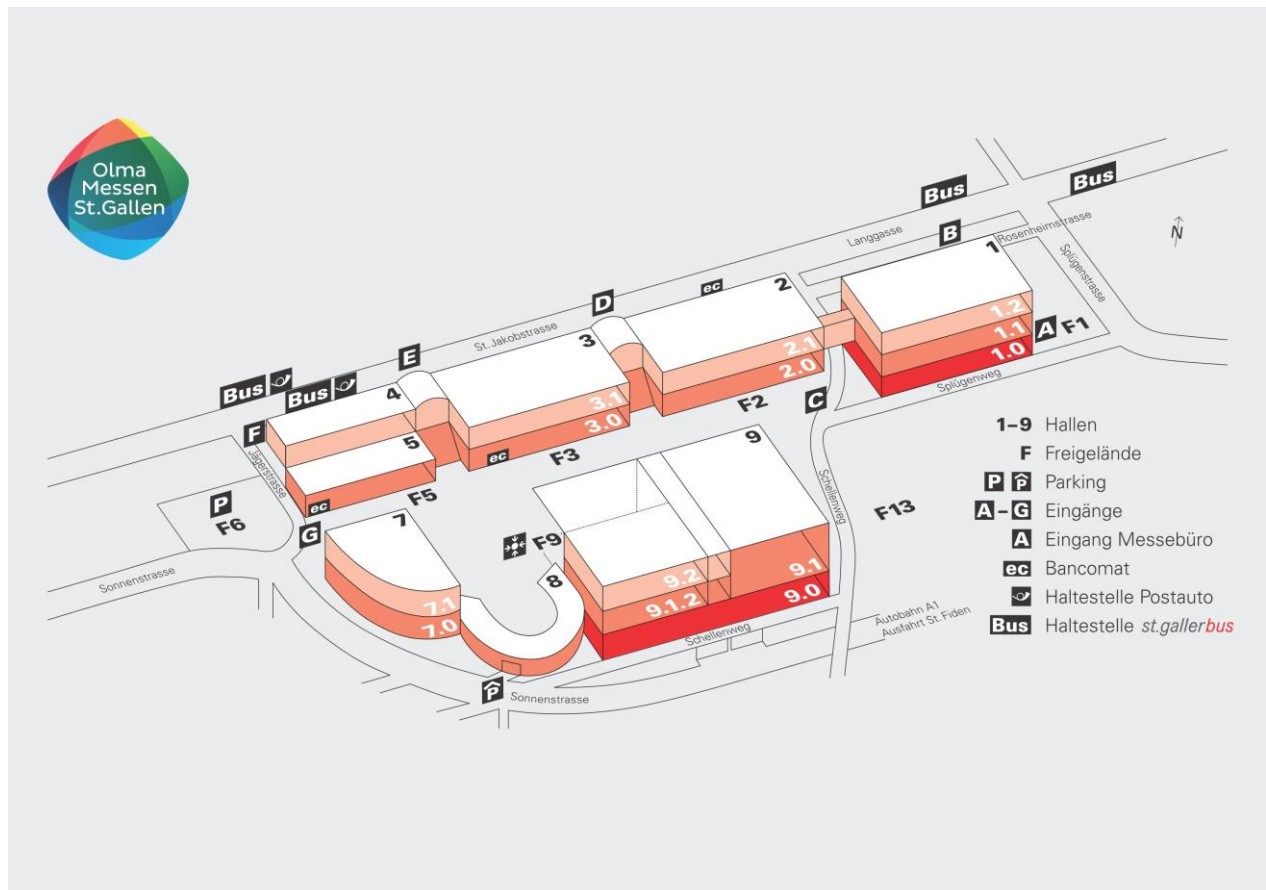 Olma
Messen
St.Gallen
Bus
Bus
Langgasse
B
Rosenheimstrasse
Splügenstrasse
N
1
1.2
1.1
1.0
A
F1
Splügenweg
ec
2
2.1
2.0
D
St. Jakobstrasse
3
3.1
3.0
E
F2
C
Bus
Bus
4
F
5
ec
F3
Jägerstrasse
ec
F5
P
F6
G
7
7.1
7.0
Sonnenstrasse
F9
8
9
9.2
9.1
9.1.2
9.0
Schellenweg
F13
Schellenweg
Autobahn A1
Ausfahrt St. Fiden
P
Sonnenstrasse
1–9 Hallen
F Freigelände
P P Parking
A–G Eingänge
A Eingang Messebüro
ec Bancomat
Haltestelle Postauto
Bus Haltestelle st.gallerbus